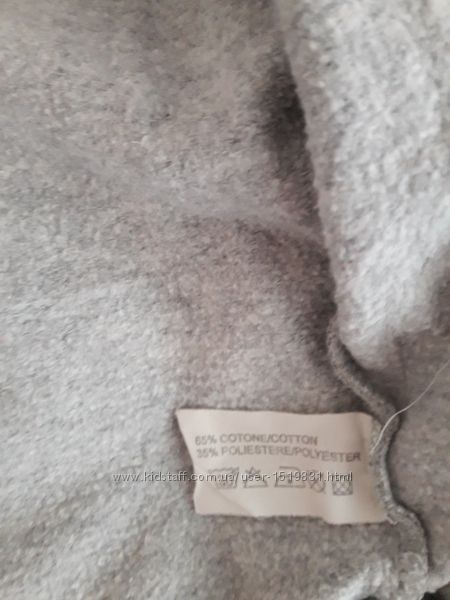 65% COTONE/COTTON
35% POLIESTERE/POLYESTER
www.kidstaff.com.ua/user-1519831.html